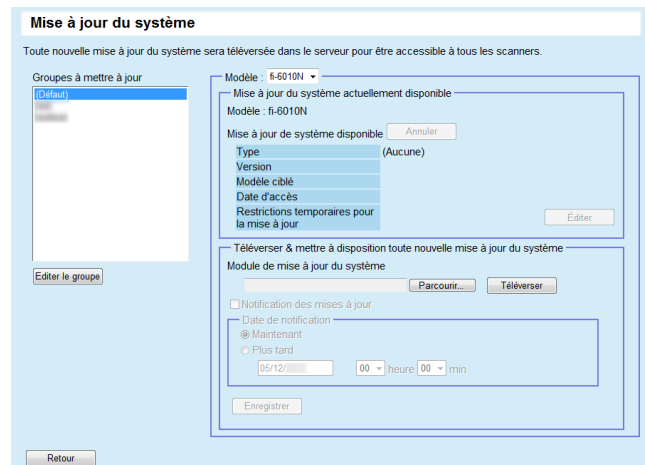 Mise à jour du système
Toute nouvelle mise à jour du système sera téléversée dans le serveur pour être accessible à tous les scanners.
Groupes à mettre à jour
(Défaut)
Editer le groupe
Modèle : fi-6010N
Mise à jour du système actuellement disponible
Modèle : fi-6010N
Mise à jour de système disponible Annuler
Type (Aucune)
Version
Modèle ciblé
Date d'accès
Restrictions temporaires pour
la mise à jour
Éditer
Téléverser & mettre à disposition toute nouvelle mise à jour du système
Module de mise à jour du système
Parcourir... Téléverser
Notification des mises à jour
Date de notification
Maintenant
Plus tard
05/12/ 00 heure 00 min
Enregistrer
Retour